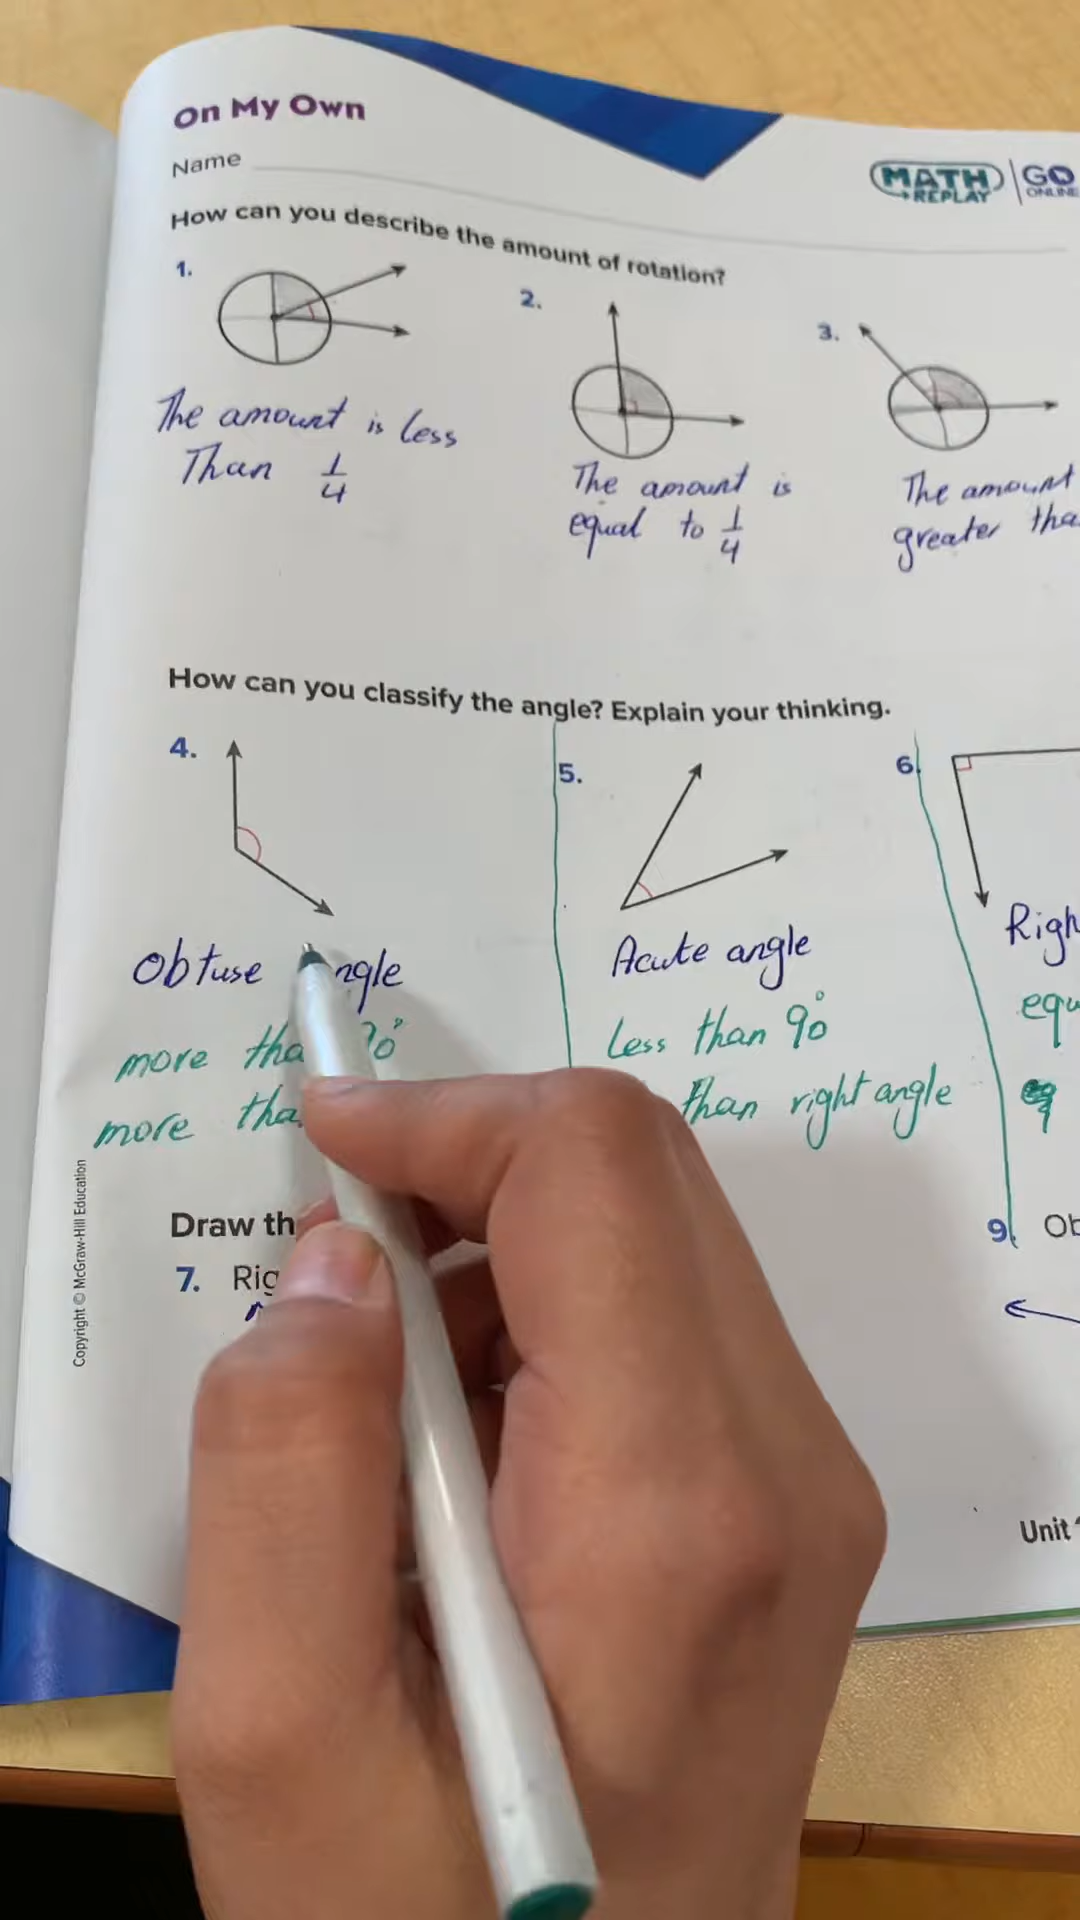 On My Own
Name
MATH REPLAY GO ONLINE
How can you describe the amount of rotation?
1.
2.
3.
The amount is less
Than 1/4
The amount is
equal to 1/4
The amount
greater
How can you classify the angle? Explain your thinking.
4.
5.
6.
Obtuse
more
more
Acute angle
Less than 90°
than right angle
Draw
7.
9.
Copyright © McGraw-Hill Education
Unit